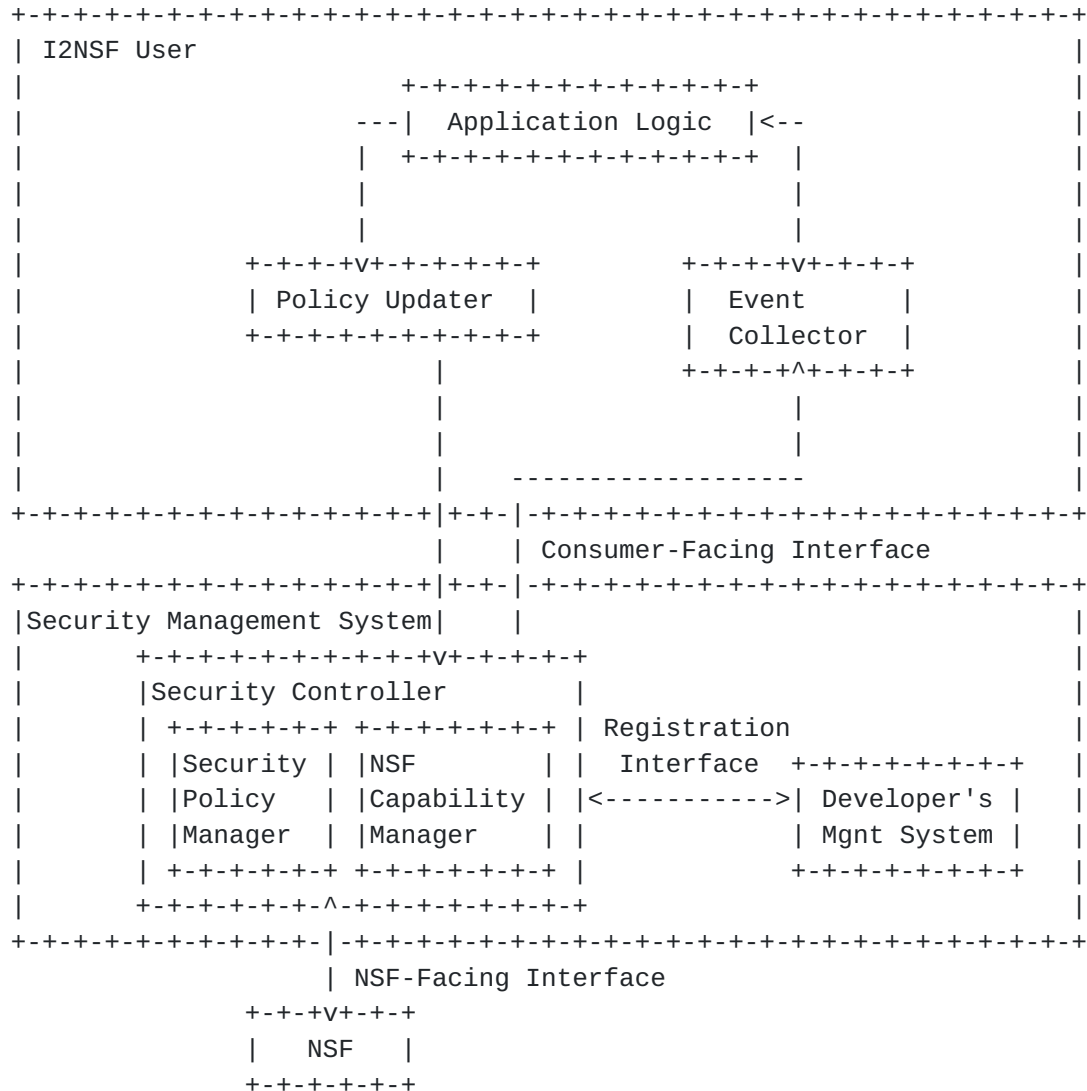 +-+-+-+-+-+-+-+-+-+-+-+-+-+-+-+-+-+-+-+-+-+-+-+-+-+-+-+-+-+-+-+-+-+-+-+
| I2NSF User                                                          |
|                        +-+-+-+-+-+-+-+-+-+-+-+-+                    |
|                     ---|  Application Logic  |<--                   |
|                     |  +-+-+-+-+-+-+-+-+-+-+-+-+  |                 |
|                     |                            |                  |
|                     |                            |                  |
|              +-+-+-+v+-+-+-+-+-+-+         +-+-+-+v+-+-+-+          |
|              | Policy Updater  |         |  Event      |          |
|              +-+-+-+-+-+-+-+-+-+         |  Collector  |          |
|                          |               +-+-+-+^+-+-+-+          |
|                          |                      |                 |
|                          |                      |                 |
|                          |    -------------------                 |
+-+-+-+-+-+-+-+-+-+-+-+-+-+|+-+-|-+-+-+-+-+-+-+-+-+-+-+-+-+-+-+-+-+-+
                           |    | Consumer-Facing Interface
+-+-+-+-+-+-+-+-+-+-+-+-+-+|+-+-|-+-+-+-+-+-+-+-+-+-+-+-+-+-+-+-+-+-+
|Security Management System|    |                                    |
|       +-+-+-+-+-+-+-+-+-+v+-+-+-+-+                                |
|       |Security Controller        |                                |
|       | +-+-+-+-+-+ +-+-+-+-+-+-+ | Registration                   |
|       | |Security | |NSF        | |  Interface  +-+-+-+-+-+-+-+   |
|       | |Policy   | |Capability | |<----------->| Developer's |   |
|       | |Manager  | |Manager    | |             | Mgnt System |   |
|       | +-+-+-+-+-+ +-+-+-+-+-+-+ |             +-+-+-+-+-+-+-+   |
|       +-+-+-+-+-+-^-+-+-+-+-+-+-+-+                                |
+-+-+-+-+-+-+-+-+-+-|-+-+-+-+-+-+-+-+-+-+-+-+-+-+-+-+-+-+-+-+-+-+-+-+
                    | NSF-Facing Interface
               +-+-+v+-+-+
               |   NSF   |
               +-+-+-+-+-+